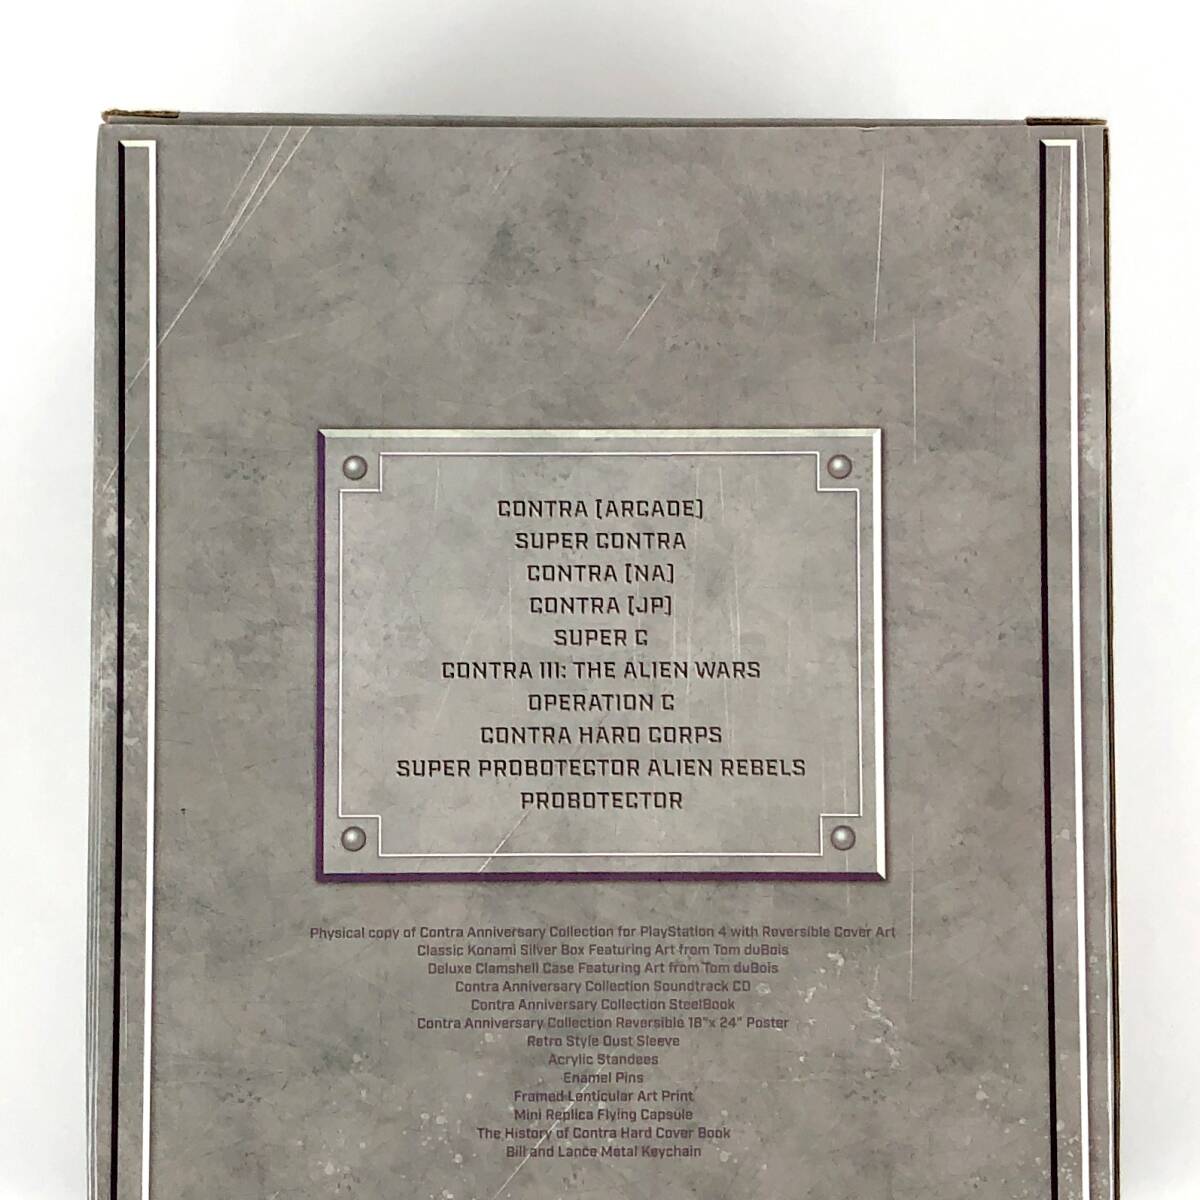 CONTRA [ARCADE]
SUPER CONTRA
CONTRA [NA]
CONTRA [JP]
SUPER C
CONTRA III: THE ALIEN WARS
OPERATION C
CONTRA HARD CORPS
SUPER PROBOTECTOR ALIEN REBELS
PROBOTECTOR
Physical copy of Contra Anniversary Collection for PlayStation 4 with Reversible Cover Art
Classic Konami Silver Box Featuring Art from Tom duBois
Deluxe Clamshell Case Featuring Art from Tom duBois
Contra Anniversary Collection Soundtrack CD
Contra Anniversary Collection SteelBook
Contra Anniversary Collection Reversible 18"x 24" Poster
Retro Style Dust Sleeve
Acrylic Standees
Enamel Pins
Framed Lenticular Art Print
Mini Replica Flying Capsule
The History of Contra Hard Cover Book
Bill and Lance Metal Keychain